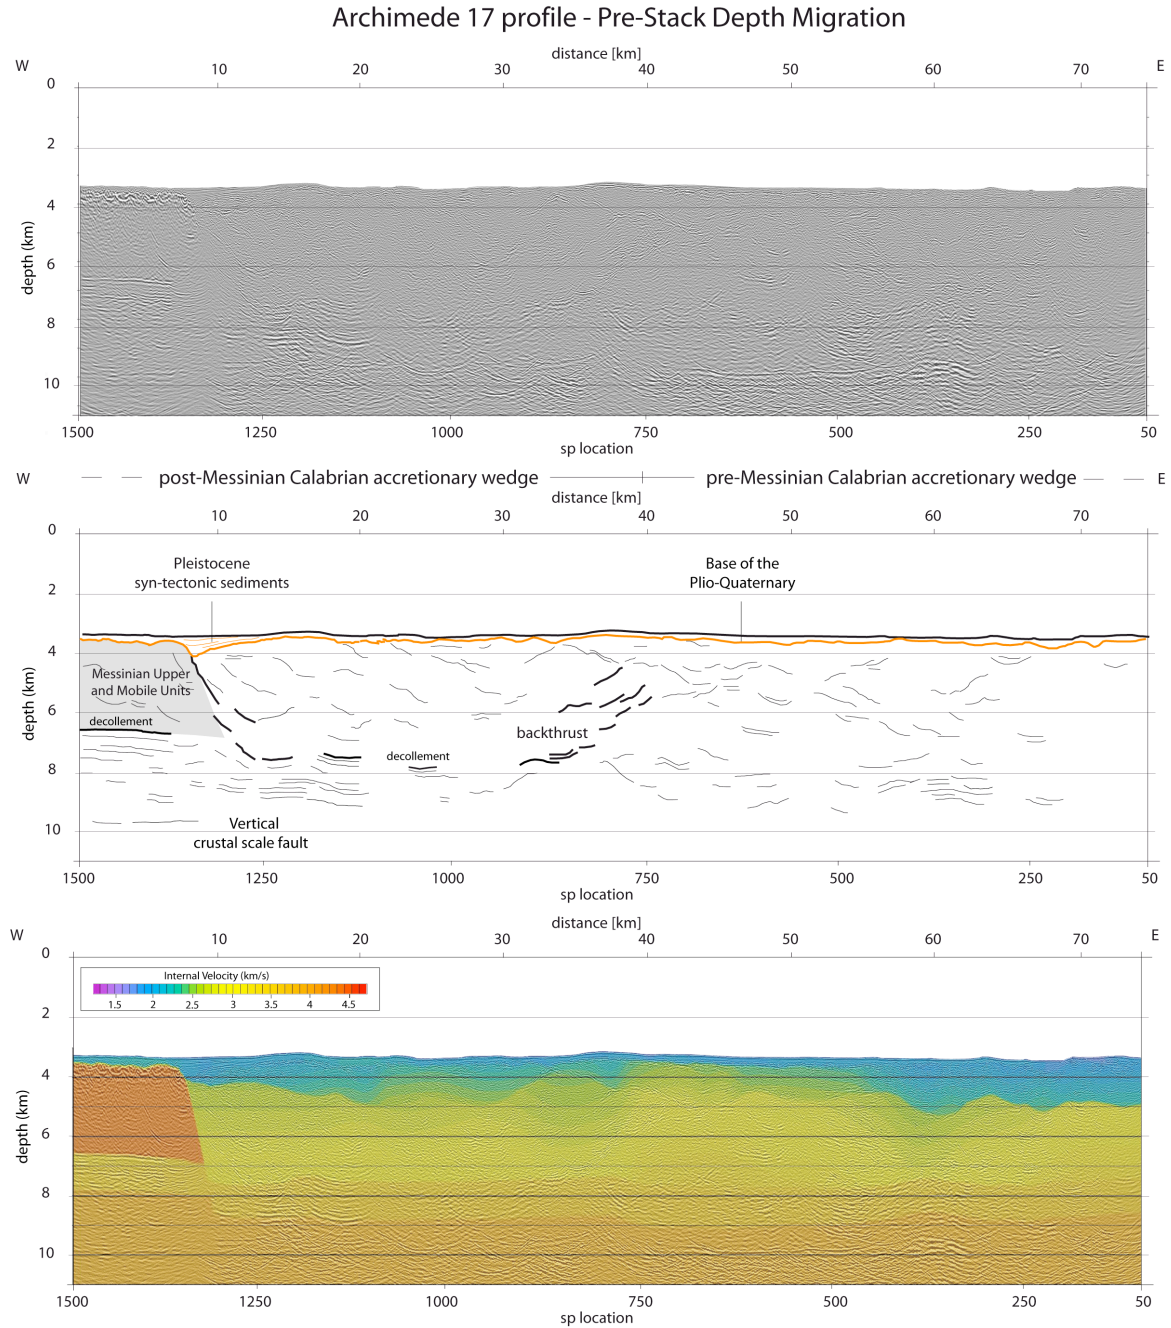 Archimede 17 profile - Pre-Stack Depth Migration
distance [km]
W 10 20 30 40 50 60 70 E
0
2
4
6
8
10
depth (km)
1500 1250 1000 750 500 250 50
sp location
W post-Messinian Calabrian accretionary wedge pre-Messinian Calabrian accretionary wedge E
distance [km]
10 20 30 40 50 60 70
0
2
4
6
8
10
depth (km)
Pleistocene
syn-tectonic sediments
Base of the
Plio-Quaternary
Messinian Upper
and Mobile Units
decollement
backthrust
decollement
Vertical
crustal scale fault
1500 1250 1000 750 500 250 50
sp location
distance [km]
W 10 20 30 40 50 60 70 E
0
2
4
6
8
10
depth (km)
Internal Velocity (km/s)
1.5 2 2.5 3 3.5 4 4.5
1500 1250 1000 750 500 250 50
sp location